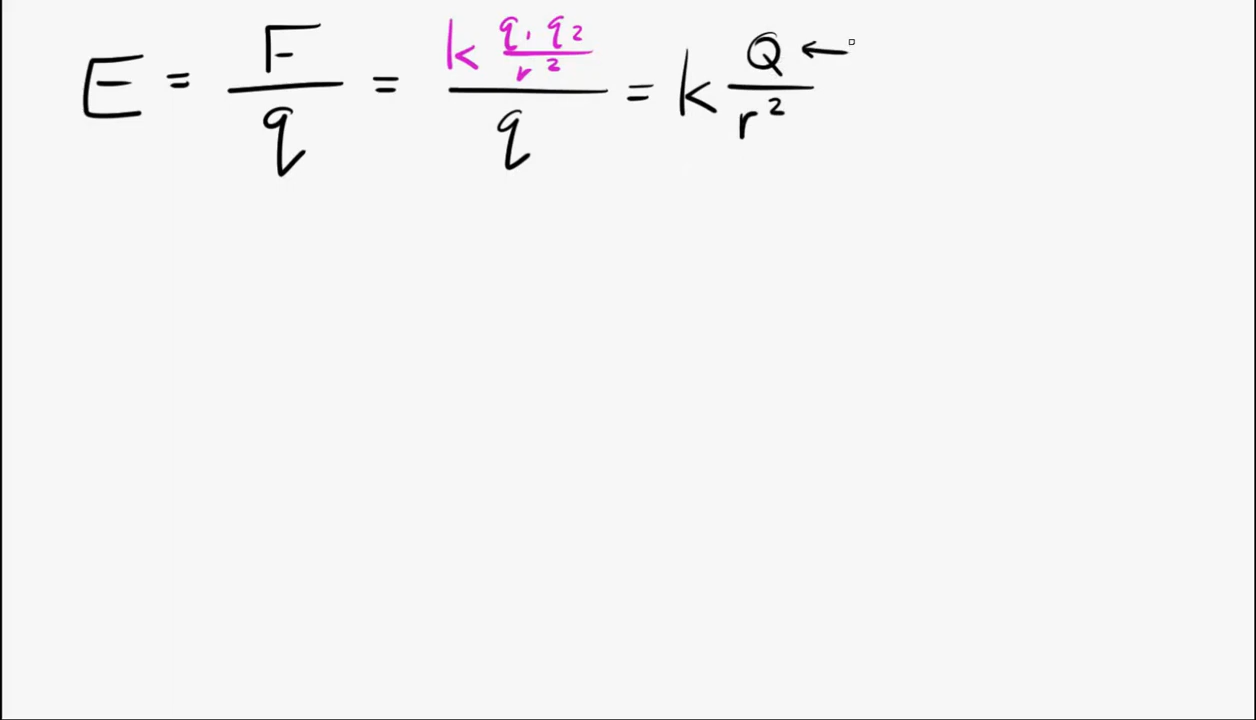 E = F/q = (k q₁ q₂/r²)/q = k Q/r² ←